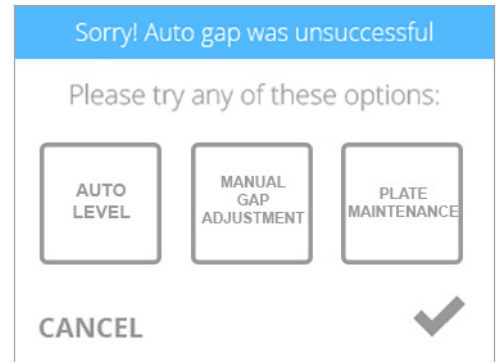 Sorry! Auto gap was unsuccessful
Please try any of these options:
AUTO
LEVEL
MANUAL
GAP
ADJUSTMENT
PLATE
MAINTENANCE
CANCEL